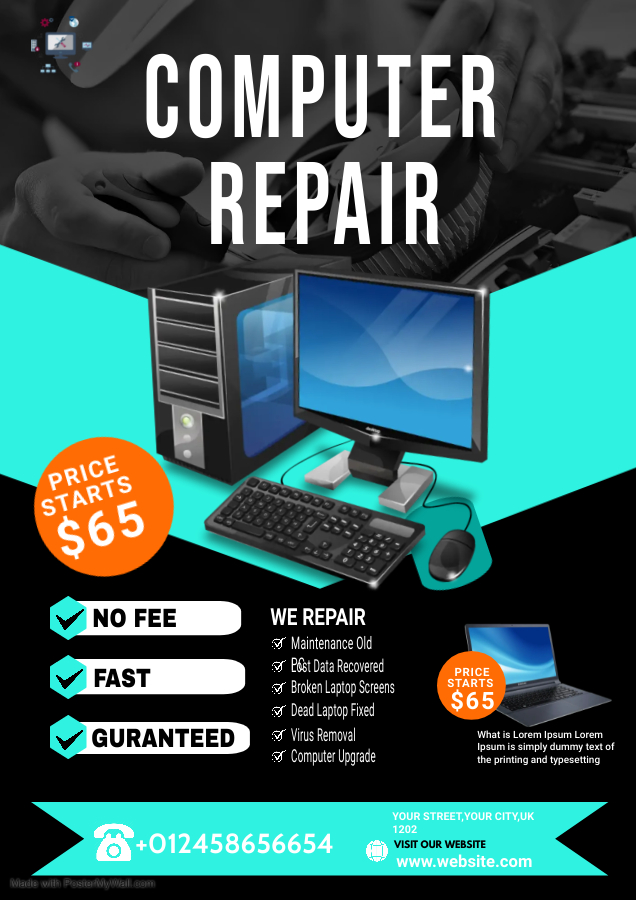 COMPUTER
REPAIR
PRICE
STARTS
$65
NO FEE
FAST
GURANTEED
WE REPAIR
Maintenance Old
PC
Lost Data Recovered
Broken Laptop Screens
Dead Laptop Fixed
Virus Removal
Computer Upgrade
PRICE
STARTS
$65
What is Lorem Ipsum Lorem
Ipsum is simply dummy text of
the printing and typesetting
+012458656654
YOUR STREET,YOUR CITY,UK
1202
VISIT OUR WEBSITE
www.website.com
Made with PosterMyWall.com